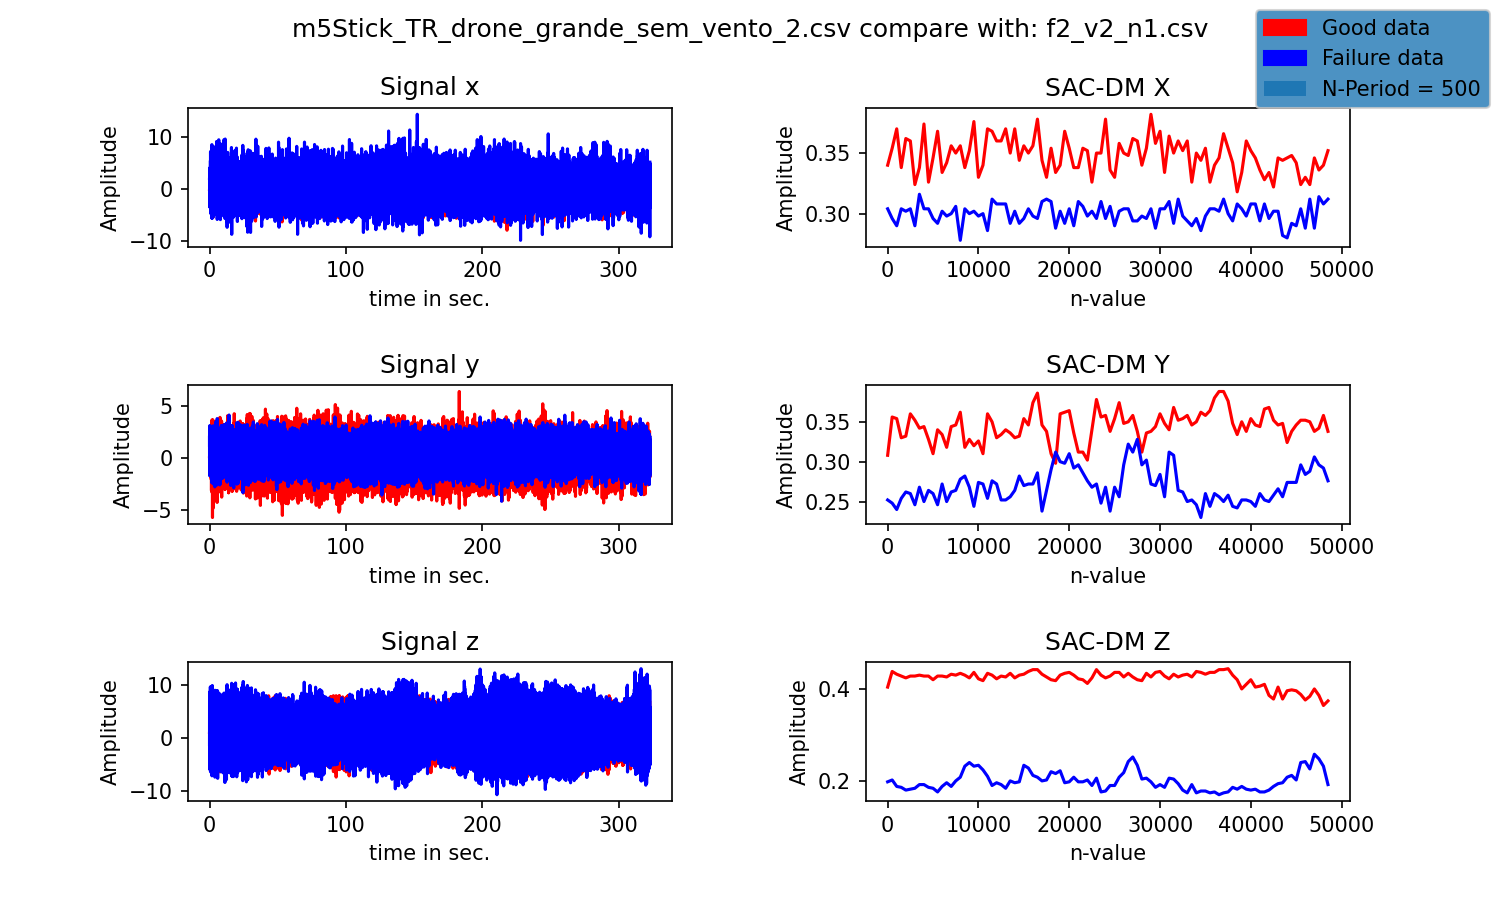 m5Stick_TR_drone_grande_sem_vento_2.csv compare with: f2_v2_n1.csv
Good data
Failure data
N-Period = 500
Signal x
Amplitude
10
0
−10
0 100 200 300
time in sec.
SAC-DM X
Amplitude
0.35
0.30
0 10000 20000 30000 40000 50000
n-value
Signal y
Amplitude
5
0
−5
0 100 200 300
time in sec.
SAC-DM Y
Amplitude
0.35
0.30
0.25
0 10000 20000 30000 40000 50000
n-value
Signal z
Amplitude
10
0
−10
0 100 200 300
time in sec.
SAC-DM Z
Amplitude
0.4
0.2
0 10000 20000 30000 40000 50000
n-value